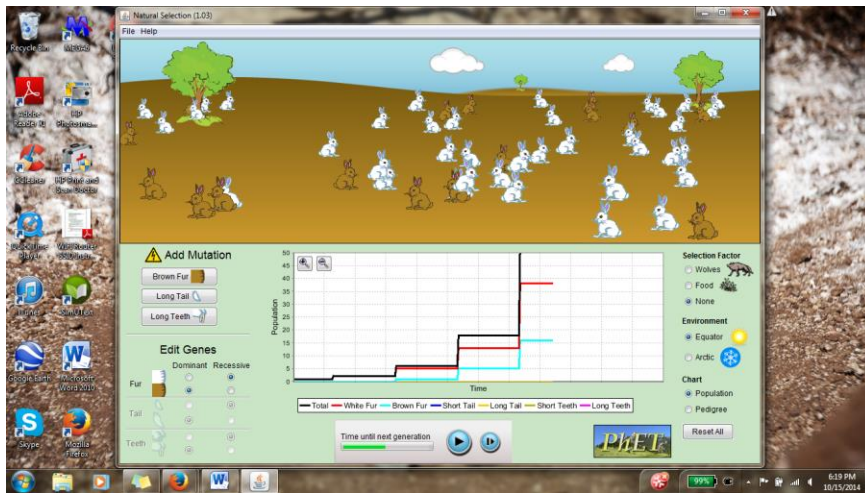 Natural Selection (1.03)
File Help
Recycle Bin
Skype
Mozilla
Firefox
Google Earth
Microsoft
Word 2010
Add Mutation
Brown Fur
Long Tail
Long Teeth
Edit Genes
Dominant Recessive
Fur
Tail
Teeth
Population
50
45
40
35
30
25
20
15
10
5
0
Time
Total White Fur Brown Fur Short Tail Long Tail Short Teeth Long Teeth
Time until next generation
PhET
Selection Factor
Wolves
Food
None
Environment
Equator
Arctic
Chart
Population
Pedigree
Reset All
99%
6:19 PM
10/15/2014